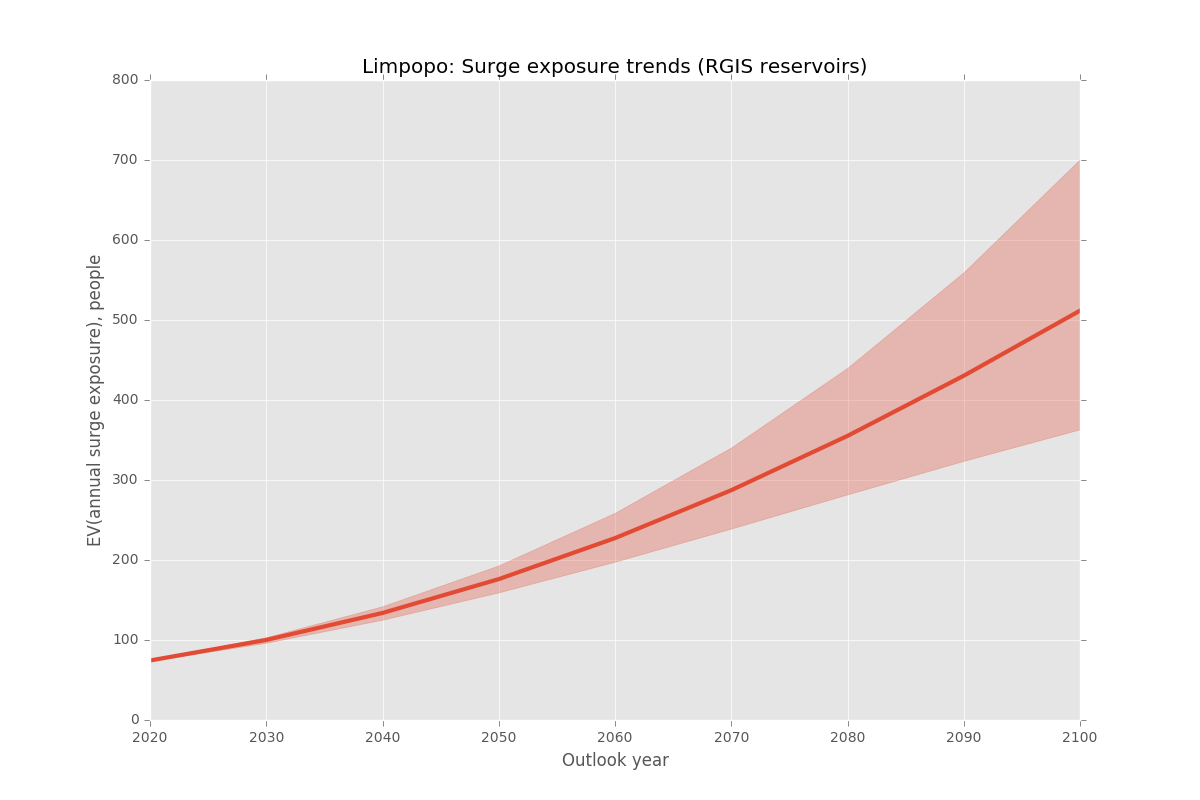 Limpopo: Surge exposure trends (RGIS reservoirs)
EV(annual surge exposure), people
800
700
600
500
400
300
200
100
0
2020 2030 2040 2050 2060 2070 2080 2090 2100
Outlook year